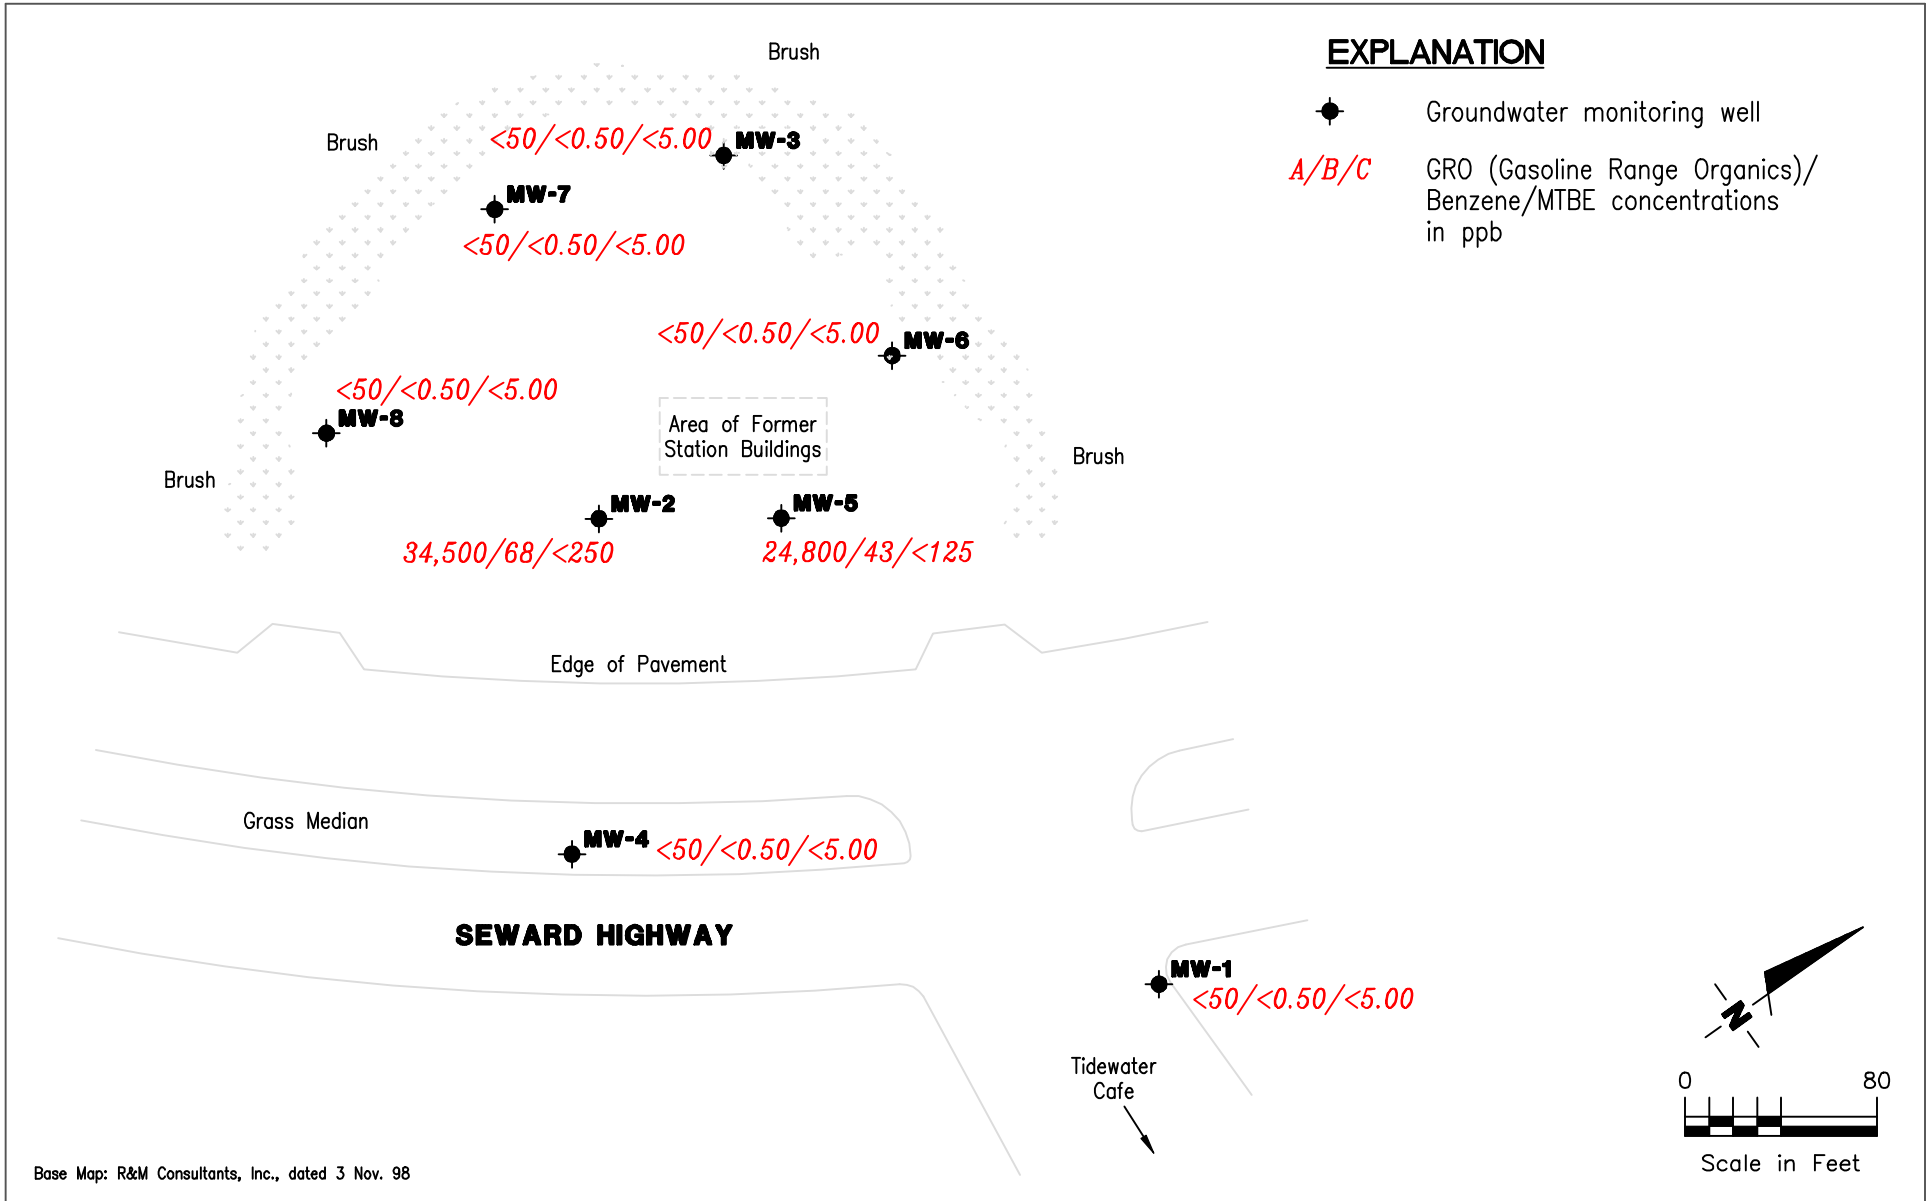 Brush
EXPLANATION
Groundwater monitoring well
A/B/C
GRO (Gasoline Range Organics)/
Benzene/MTBE concentrations
in ppb
Brush
<50/<0.50/<5.00
MW-3
MW-7
<50/<0.50/<5.00
<50/<0.50/<5.00
MW-6
<50/<0.50/<5.00
MW-8
Area of Former
Station Buildings
Brush
Brush
MW-2
34,500/68/<250
MW-5
24,800/43/<125
Edge of Pavement
Grass Median
MW-4
<50/<0.50/<5.00
SEWARD HIGHWAY
MW-1
<50/<0.50/<5.00
Tidewater
Cafe
N
0 80
Scale in Feet
Base Map: R&M Consultants, Inc., dated 3 Nov. 98